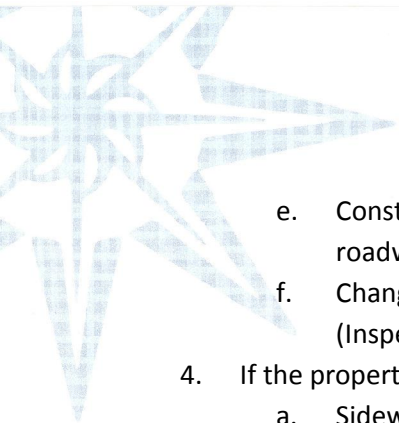 e. Const
roadv
f. Chang
(Inspe
4. If the propert
a. Sidew